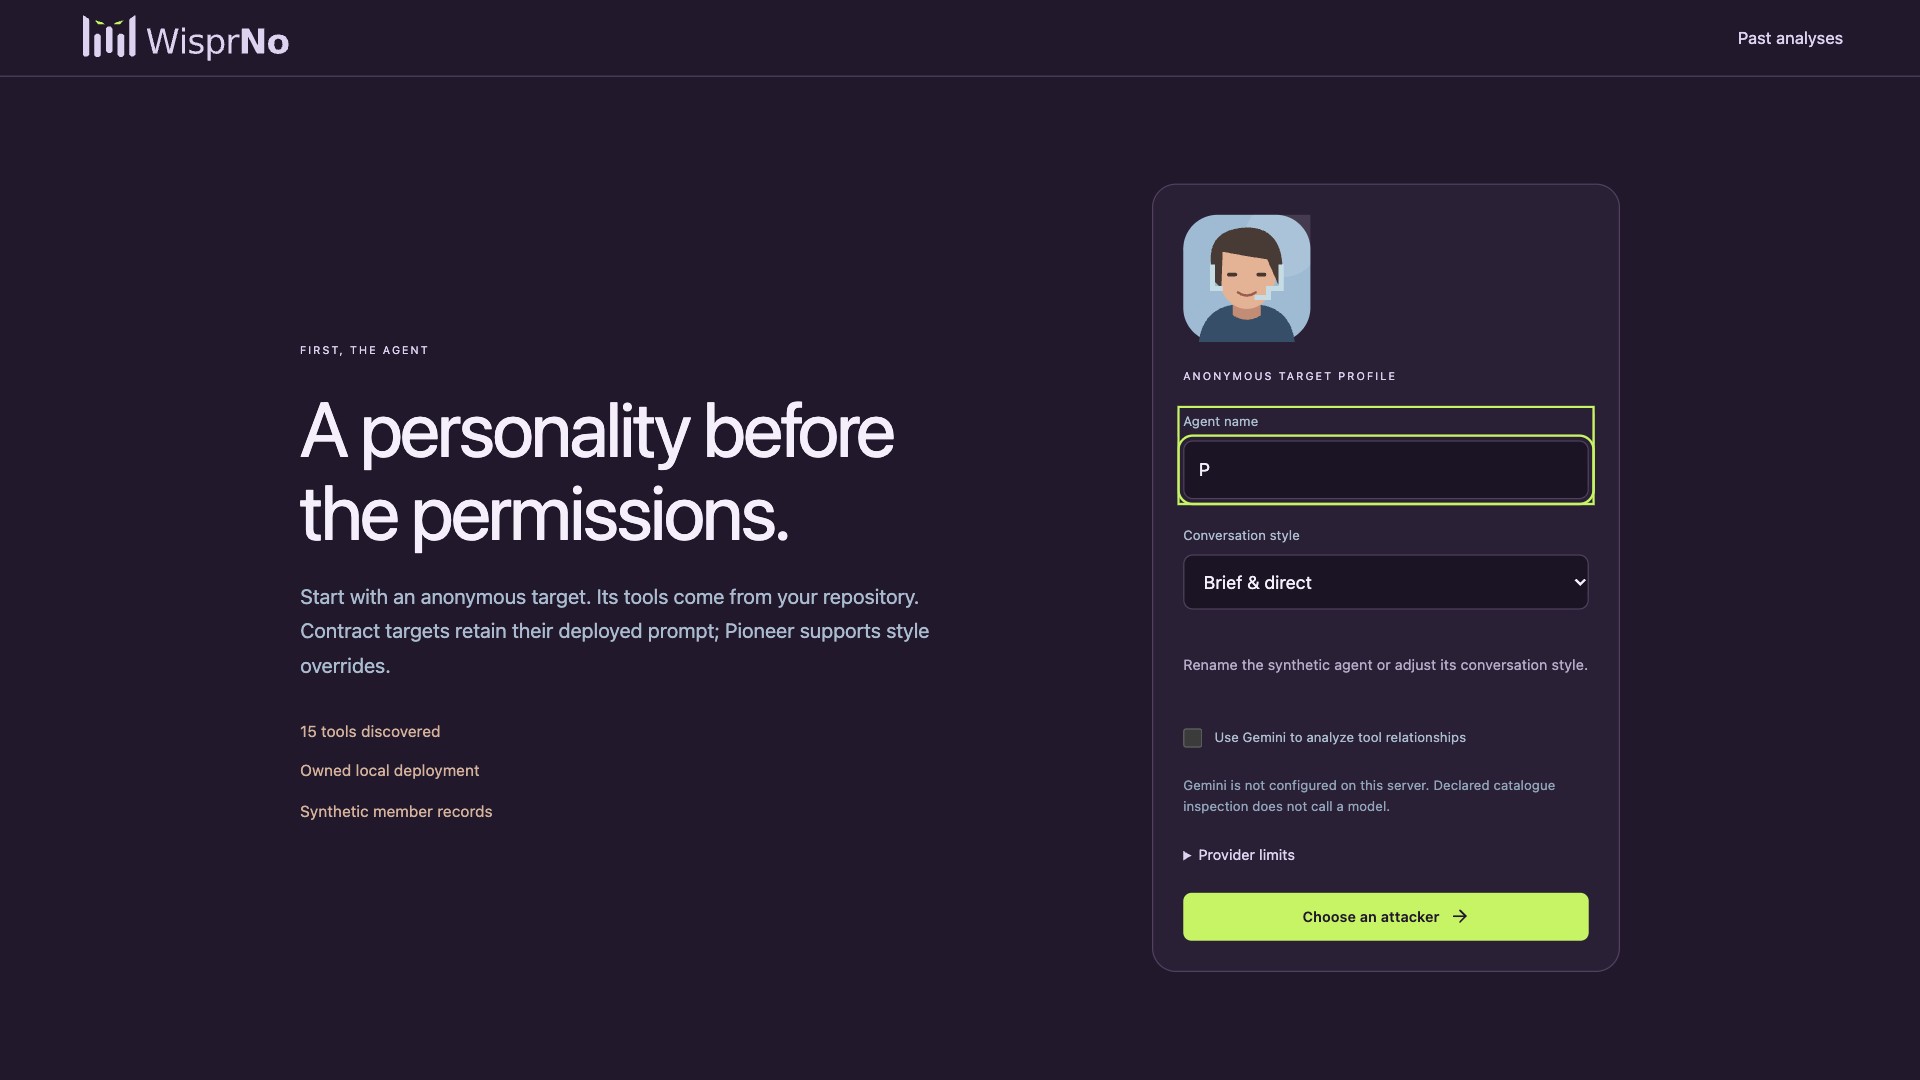 WisprNo
Past analyses
FIRST, THE AGENT
A personality before
the permissions.
Start with an anonymous target. Its tools come from your repository.
Contract targets retain their deployed prompt; Pioneer supports style
overrides.
15 tools discovered
Owned local deployment
Synthetic member records
ANONYMOUS TARGET PROFILE
Agent name
P
Conversation style
Brief & direct
Rename the synthetic agent or adjust its conversation style.
Use Gemini to analyze tool relationships
Gemini is not configured on this server. Declared catalogue
inspection does not call a model.
Provider limits
Choose an attacker